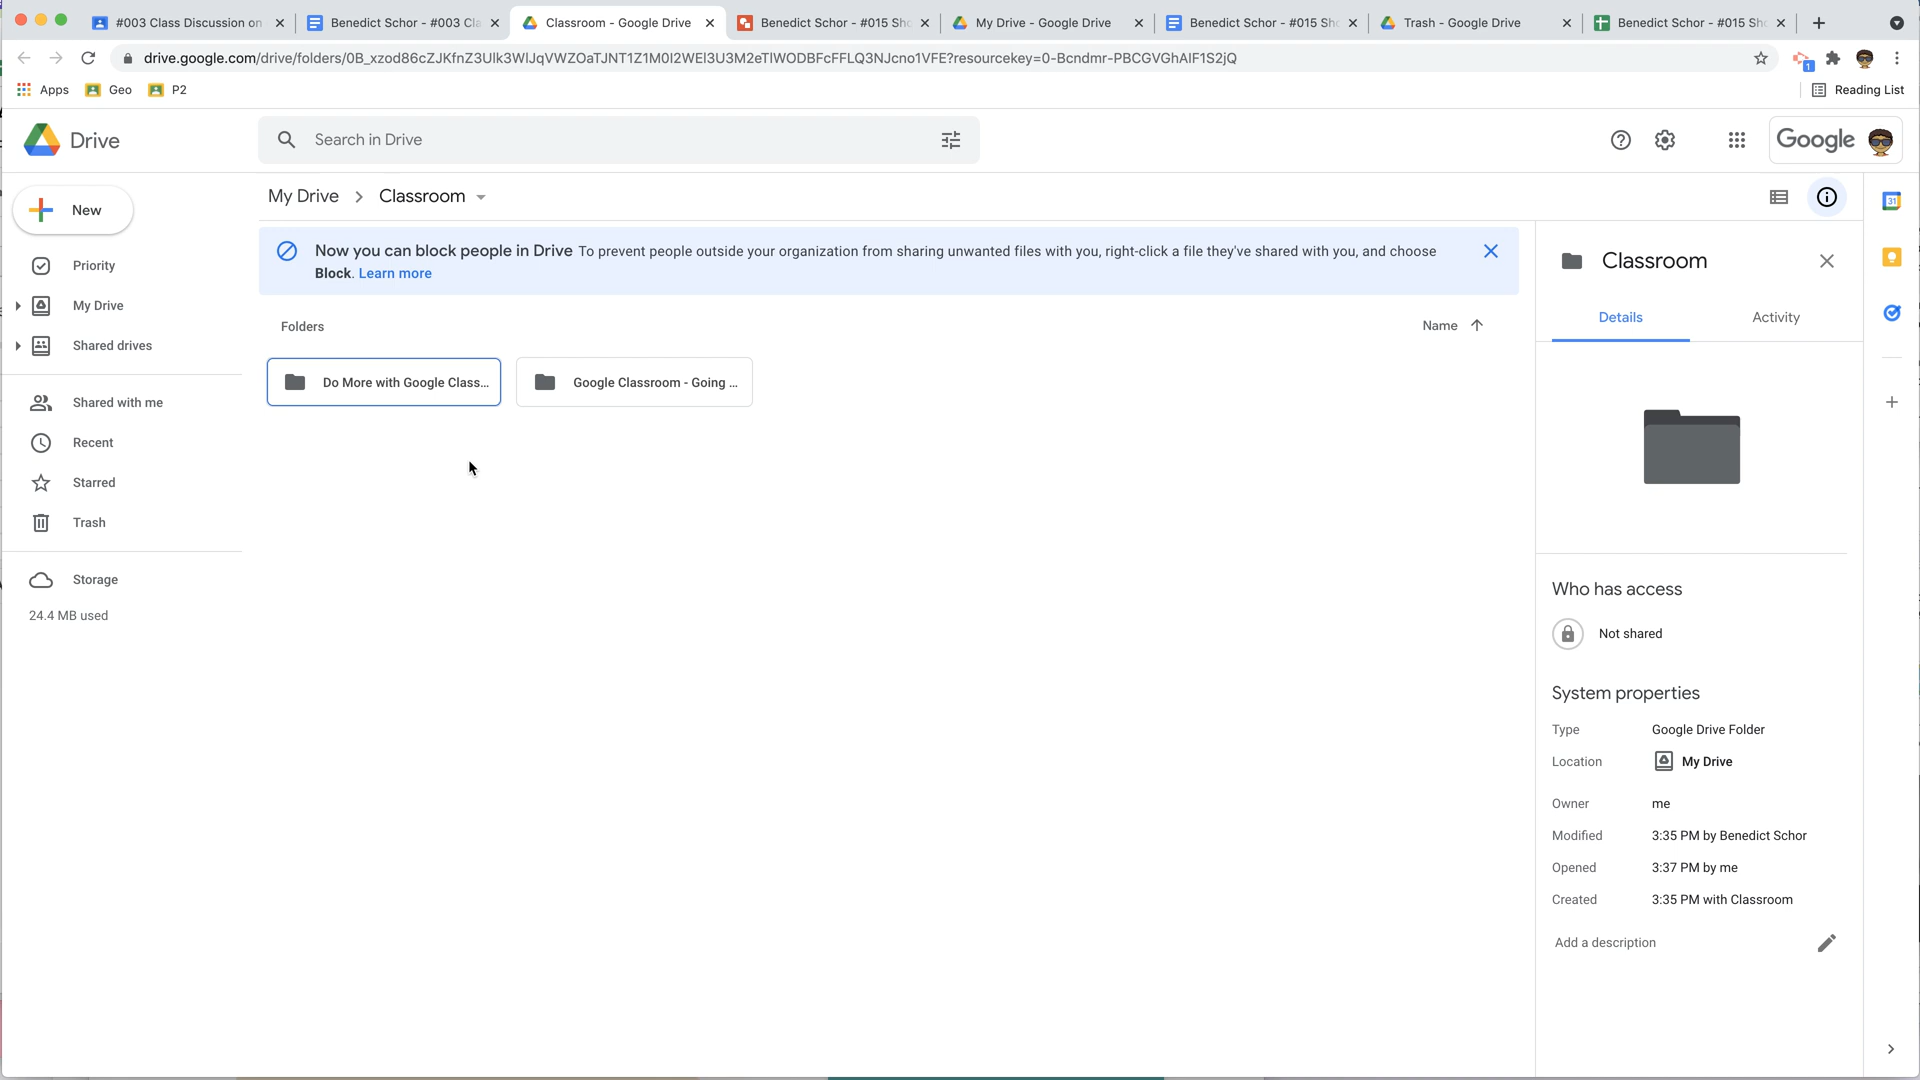 #003 Class Discussion on
Benedict Schor - #003 Cla
Classroom - Google Drive
Benedict Schor - #015 Sho
My Drive - Google Drive
Benedict Schor - #015 Sho
Trash - Google Drive
Benedict Schor - #015 Sho
drive.google.com/drive/folders/0B_xzod86cZJKfnZ3Ulk3WlJqVWZOaTJNT1Z1M0l2WEl3U3M2eTlWODBFcFFLQ3NJcno1VFE?resourcekey=0-Bcndmr-PBCGVGhAIF1S2jQ
1
Apps
Geo
P2
Reading List
Drive
Search in Drive
Google
New
My Drive
Classroom
31
Now you can block people in Drive To prevent people outside your organization from sharing unwanted files with you, right-click a file they've shared with you, and choose
Block. Learn more
Priority
My Drive
Shared drives
Shared with me
Recent
Starred
Trash
Storage
24.4 MB used
Folders
Name
Do More with Google Class...
Google Classroom - Going ...
Classroom
Details
Activity
Who has access
Not shared
System properties
Type
Google Drive Folder
Location
My Drive
Owner
me
Modified
3:35 PM by Benedict Schor
Opened
3:37 PM by me
Created
3:35 PM with Classroom
Add a description